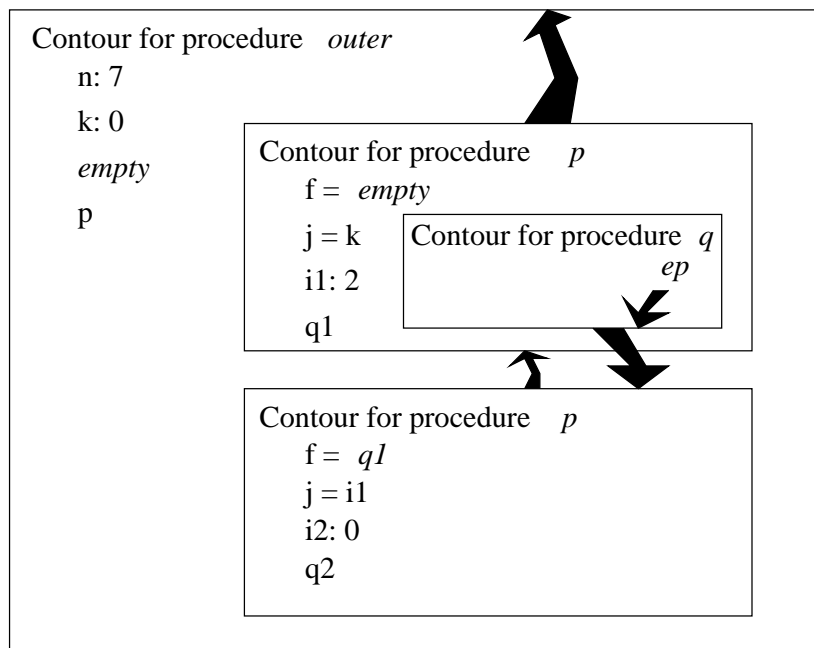 Contour for procedure outer
n: 7
k: 0
empty
p
Contour for procedure p
f = empty
j = k
i1: 2
q1
Contour for procedure q
ep
Contour for procedure p
f = q1
j = i1
i2: 0
q2